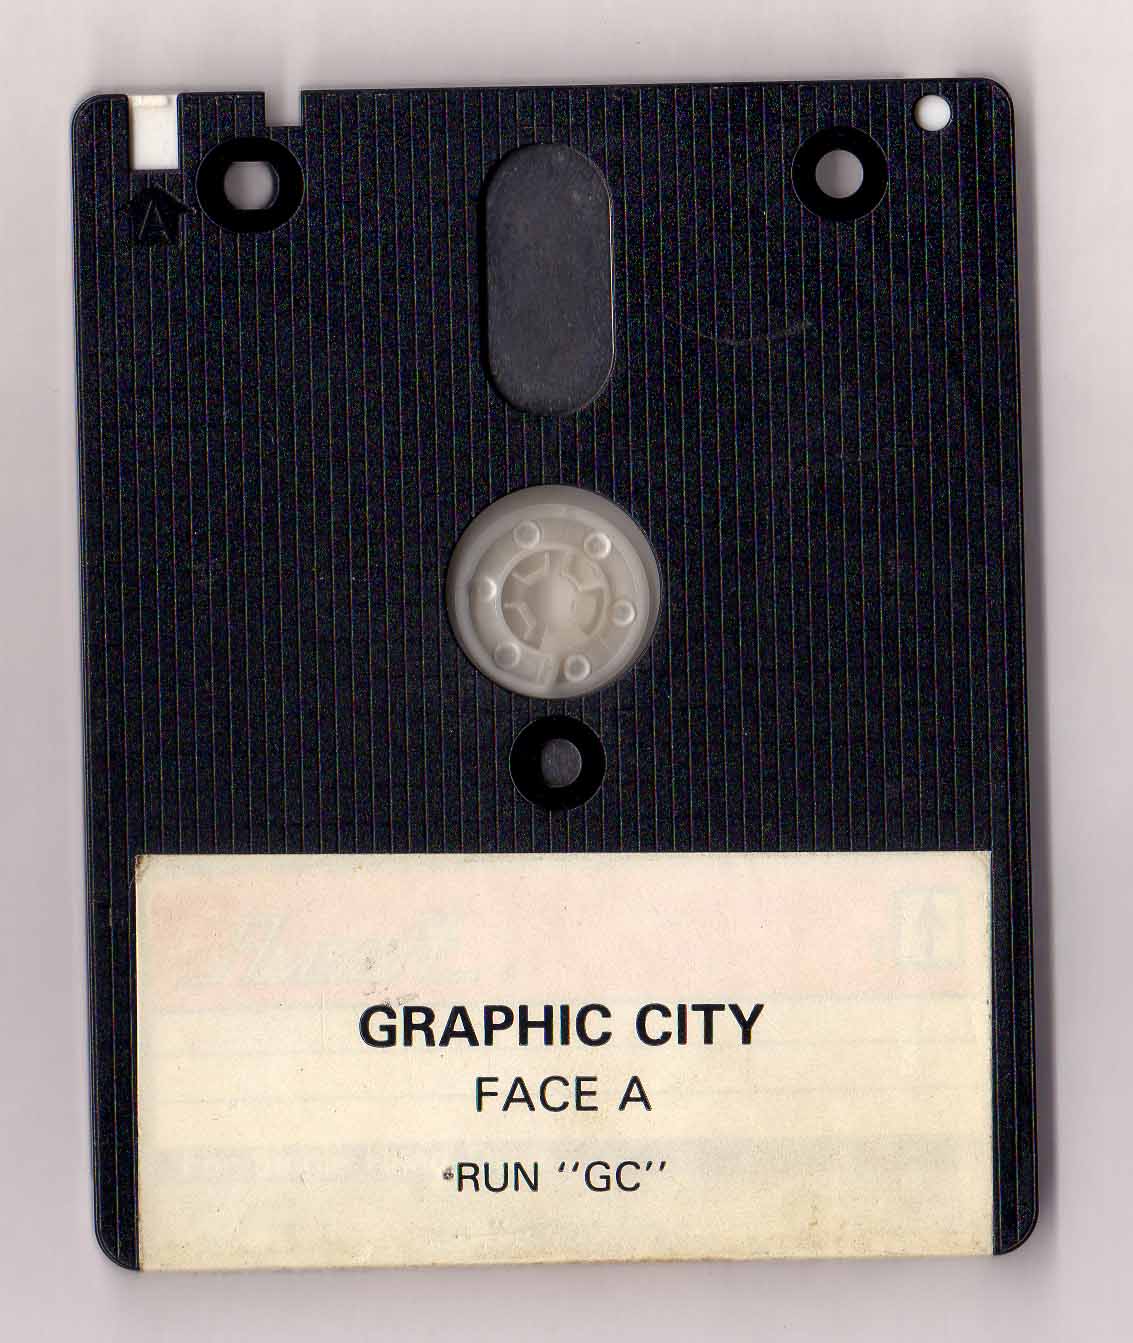 A
GRAPHIC CITY
FACE A
RUN "GC"